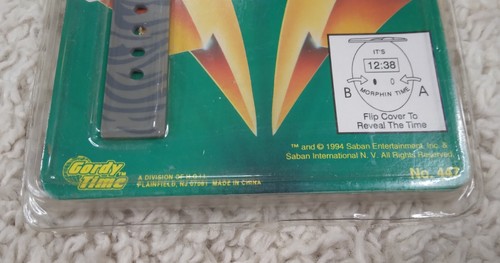 IT'S
12:38
B MORPHIN TIME A
Flip Cover To
Reveal The Time
™ and © 1994 Saban Entertainment, Inc. &
Saban International N. V. All Rights Reserved.
No.
Gordy
Time™
A DIVISION OF
PLAINFIELD, NJ MADE IN CHINA